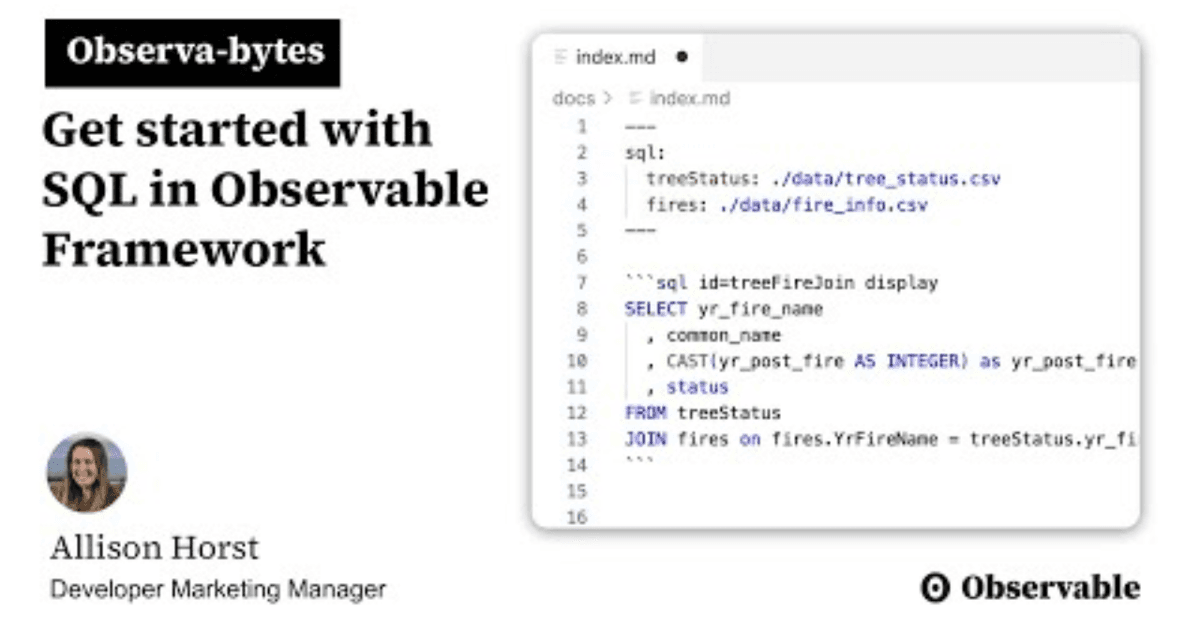 Observa-bytes
Get started with
SQL in Observable
Framework
Allison Horst
Developer Marketing Manager
index.md
docs > index.md
1 ---
2 sql:
3 treeStatus: ./data/tree_status.csv
4 fires: ./data/fire_info.csv
5 ---
6
7 ```sql id=treeFireJoin display
8 SELECT yr_fire_name
9 , common_name
10 , CAST(yr_post_fire AS INTEGER) as yr_post_fire
11 , status
12 FROM treeStatus
13 JOIN fires on fires.YrFireName = treeStatus.yr_fi
14 ```
15
16
Observable